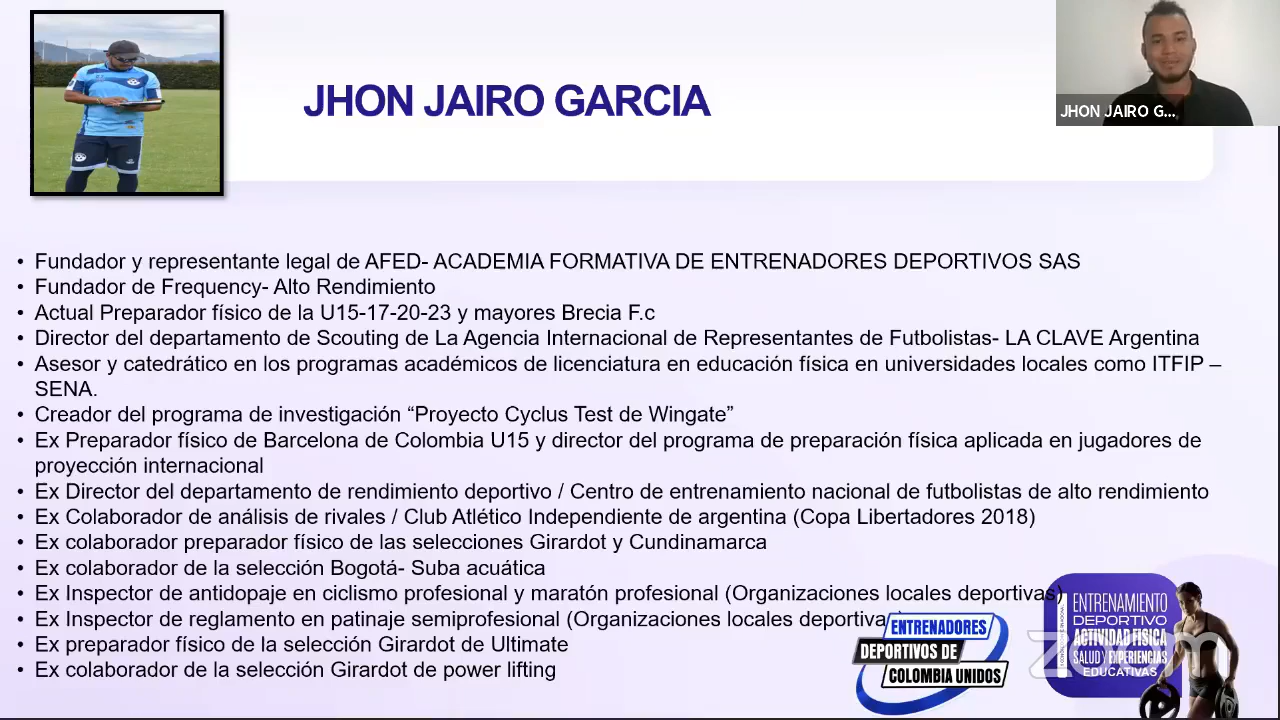 JHON JAIRO GARCIA
JHON JAIRO G...
• Fundador y representante legal de AFED- ACADEMIA FORMATIVA DE ENTRENADORES DEPORTIVOS SAS
• Fundador de Frequency- Alto Rendimiento
• Actual Preparador físico de la U15-17-20-23 y mayores Brecia F.c
• Director del departamento de Scouting de La Agencia Internacional de Representantes de Futbolistas- LA CLAVE Argentina
• Asesor y catedrático en los programas académicos de licenciatura en educación física en universidades locales como ITFIP –
SENA.
• Creador del programa de investigación “Proyecto Cyclus Test de Wingate”
• Ex Preparador físico de Barcelona de Colombia U15 y director del programa de preparación física aplicada en jugadores de
proyección internacional
• Ex Director del departamento de rendimiento deportivo / Centro de entrenamiento nacional de futbolistas de alto rendimiento
• Ex Colaborador de análisis de rivales / Club Atlético Independiente de argentina (Copa Libertadores 2018)
• Ex colaborador preparador físico de las selecciones Girardot y Cundinamarca
• Ex colaborador de la selección Bogotá- Suba acuática
• Ex Inspector de antidopaje en ciclismo profesional y maratón profesional (Organizaciones locales deportivas)
• Ex Inspector de reglamento en patinaje semiprofesional (Organizaciones locales deportiva
• Ex preparador físico de la selección Girardot de Ultimate
• Ex colaborador de la selección Girardot de power lifting
ENTRENADORES
DEPORTIVOS DE
COLOMBIA UNIDOS
ENTRENAMIENTO
DEPORTIVO
ACTIVIDAD FÍSICA
SALUD Y EXPERIENCIAS
EDUCATIVAS
zoom